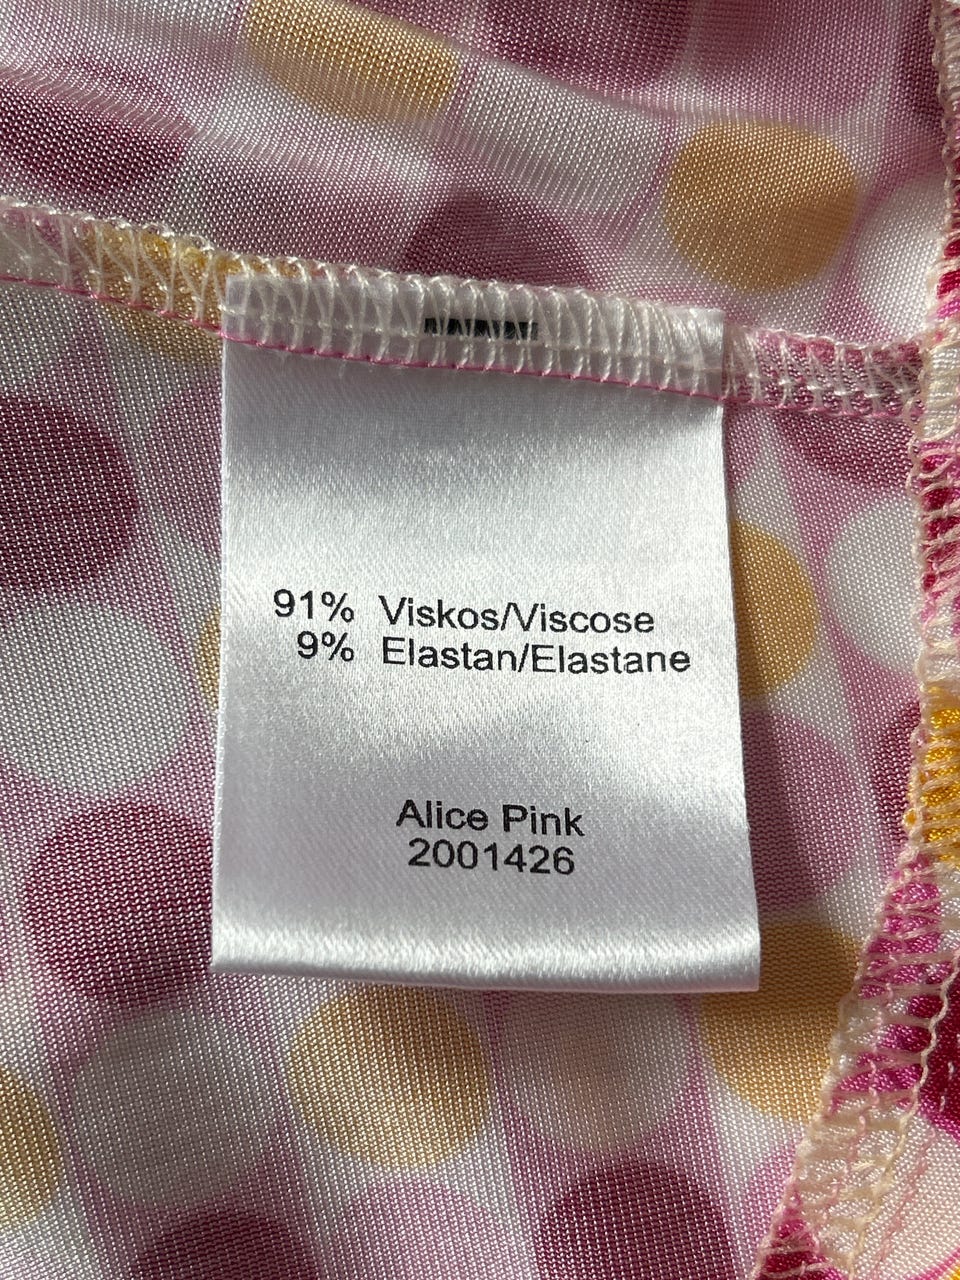 91% Viskos/Viscose
9% Elastan/Elastane
Alice Pink
2001426